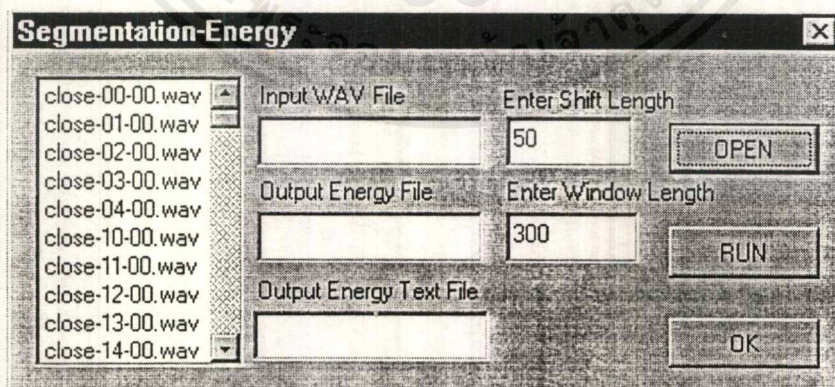 Segmentation-Energy
close-00-00.wav
close-01-00.wav
close-02-00.wav
close-03-00.wav
close-04-00.wav
close-10-00.wav
close-11-00.wav
close-12-00.wav
close-13-00.wav
close-14-00.wav
Input WAV File
Output Energy File
Output Energy Text File
Enter Shift Length
50
Enter Window Length
300
OPEN
RUN
OK